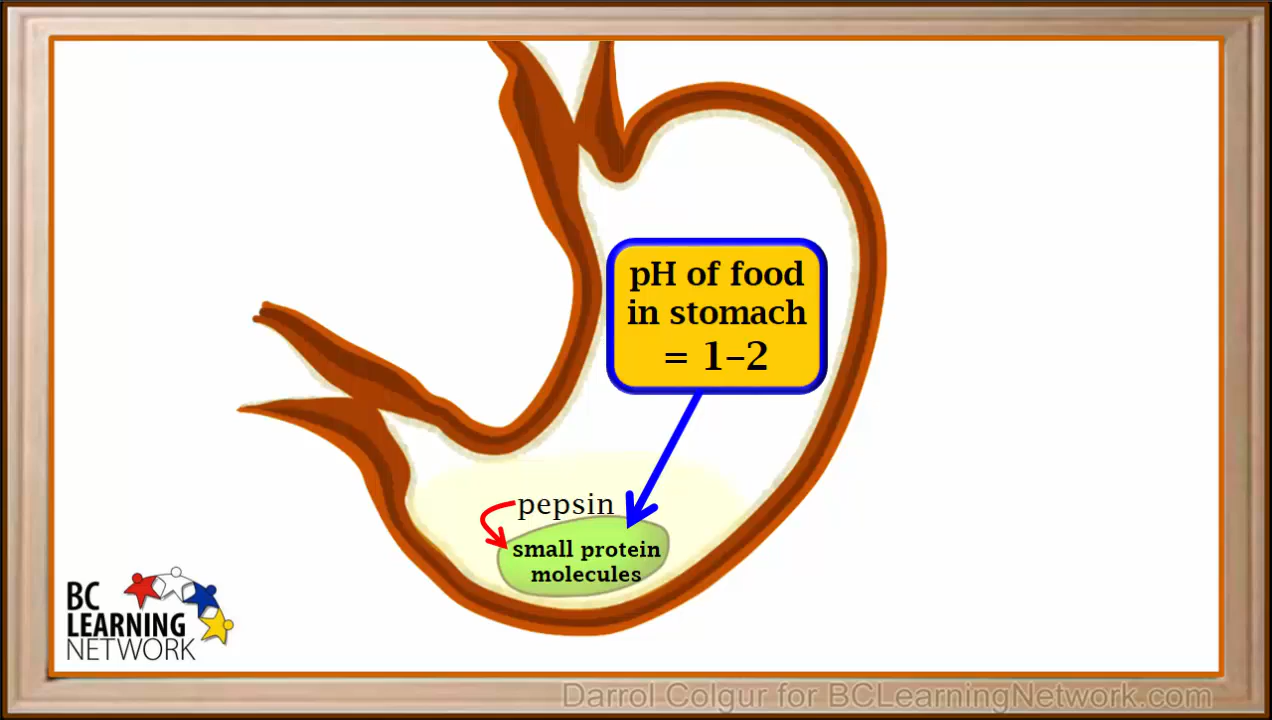 pH of food
in stomach
= 1–2
pepsin
small protein
molecules
BC
LEARNING
NETWORK
Darrol Colgur for BCLearningNetwork.com